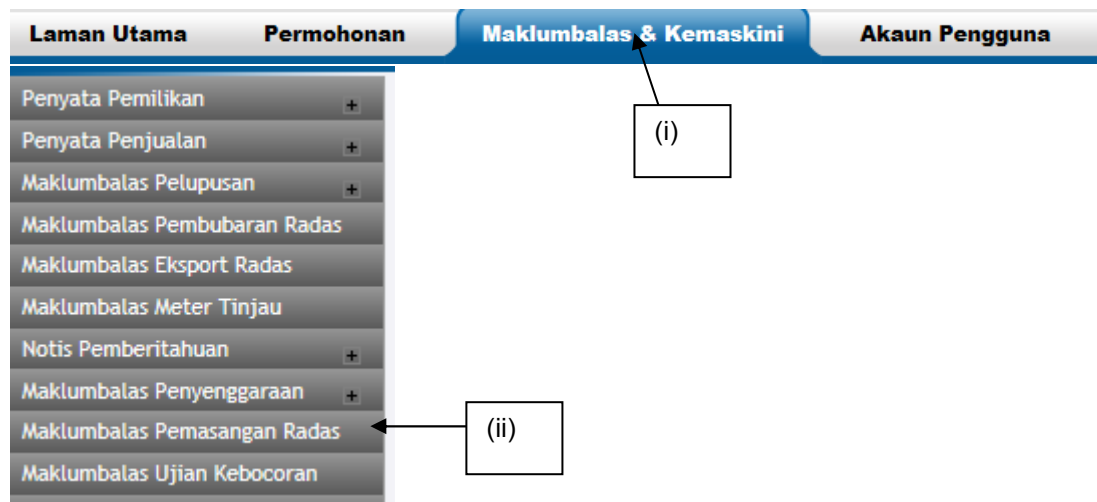 Laman Utama Permohonan Maklumbalas & Kemaskini Akaun Pengguna
Penyata Pemilikan +
Penyata Penjualan +
(i)
Maklumbalas Pelupusan +
Maklumbalas Pembubaran Radas
Maklumbalas Eksport Radas
Maklumbalas Meter Tinjau
Notis Pemberitahuan +
Maklumbalas Penyenggaraan +
Maklumbalas Pemasangan Radas
(ii)
Maklumbalas Ujian Kebocoran